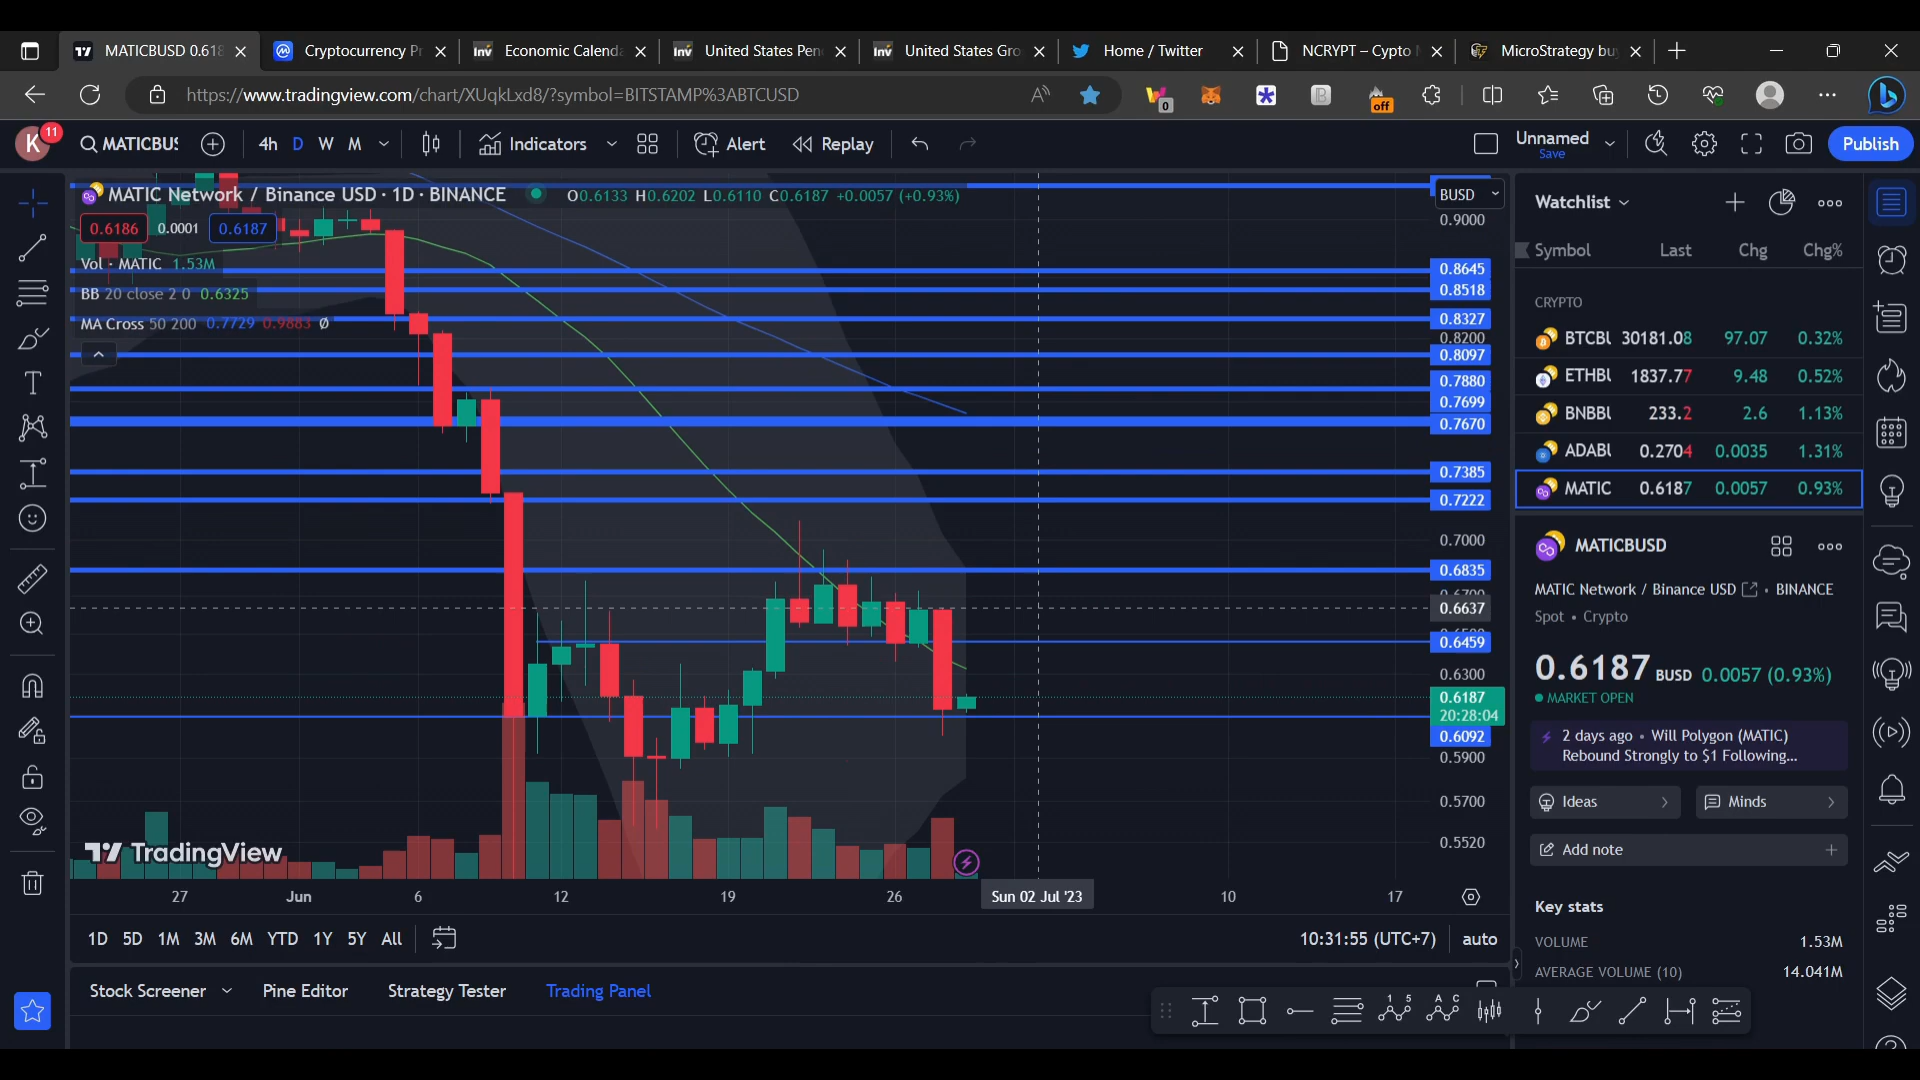 MATICBUSD 0.618
Cryptocurrency P
Economic Calenda
United States Pen
United States Gro
Home / Twitter
NCRYPT – Cypto
MicroStrategy bu
https://www.tradingview.com/chart/XUqkLxd8/?symbol=BITSTAMP%3ABTCUSD
0
off
K
11
MATICBUS
4h D W M
Indicators
Alert
Replay
Unnamed
Save
Publish
MATIC Network / Binance USD · 1D · BINANCE
O0.6133 H0.6202 L0.6110 C0.6187 +0.0057 (+0.93%)
0.6186 0.0001 0.6187
Vol · MATIC 1.53M
BB 20 close 2 0 0.6325
MA Cross 50 200 0.7729 0.9883 Ø
BUSD
0.9000
0.8645
0.8518
0.8327
0.8200
0.8097
0.7880
0.7699
0.7670
0.7385
0.7222
0.7000
0.6835
0.6637
0.6459
0.6300
0.6187
20:28:04
0.6092
0.5900
0.5700
0.5520
TradingView
27 Jun 6 12 19 26 Sun 02 Jul '23 10 17
1D 5D 1M 3M 6M YTD 1Y 5Y All
10:31:55 (UTC+7) auto
Stock Screener Pine Editor Strategy Tester Trading Panel
1 5
A C
Watchlist
Symbol Last Chg Chg%
CRYPTO
BTCBU 30181.08 97.07 0.32%
ETHBU 1837.77 9.48 0.52%
BNBBU 233.2 2.6 1.13%
ADABU 0.2704 0.0035 1.31%
MATIC 0.6187 0.0057 0.93%
MATICBUSD
MATIC Network / Binance USD · BINANCE
Spot · Crypto
0.6187 BUSD 0.0057 (0.93%)
MARKET OPEN
2 days ago · Will Polygon (MATIC)
Rebound Strongly to $1 Following...
Ideas
Minds
Add note
Key stats
VOLUME 1.53M
AVERAGE VOLUME (10) 14.041M